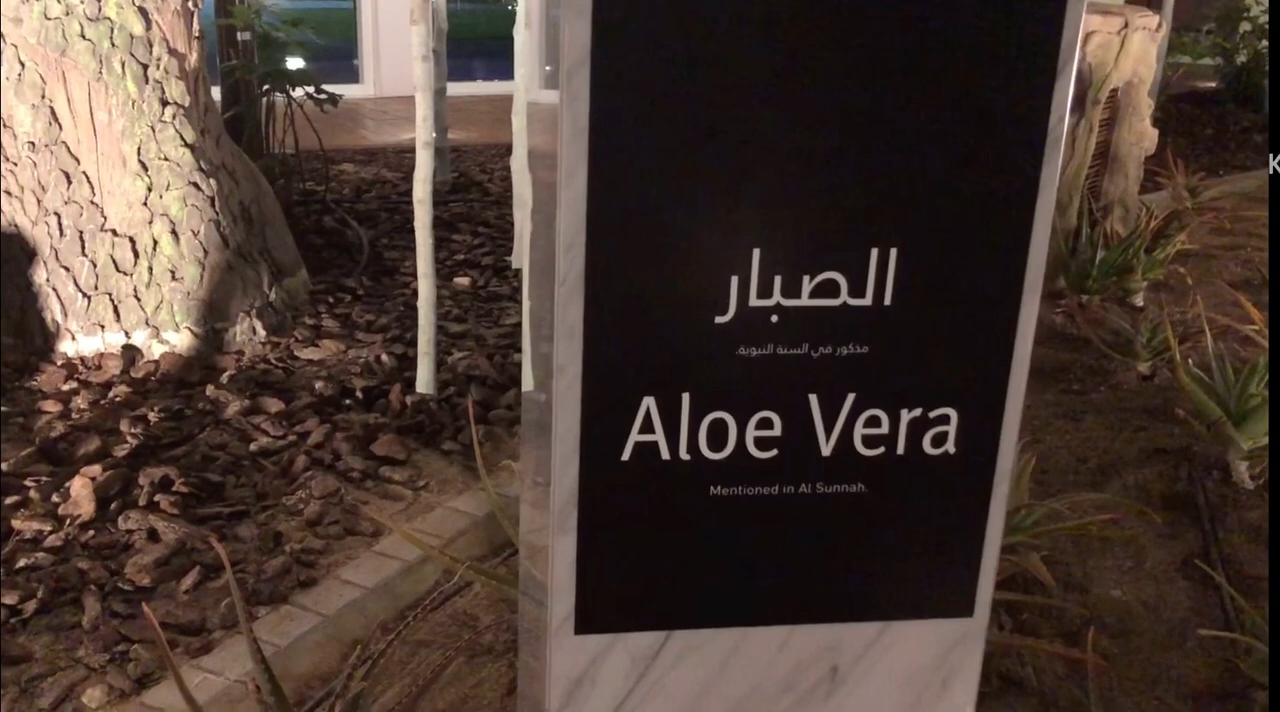 الصبار
مذكور في السنة النبوية.
Aloe Vera
Mentioned in Al Sunnah.
K